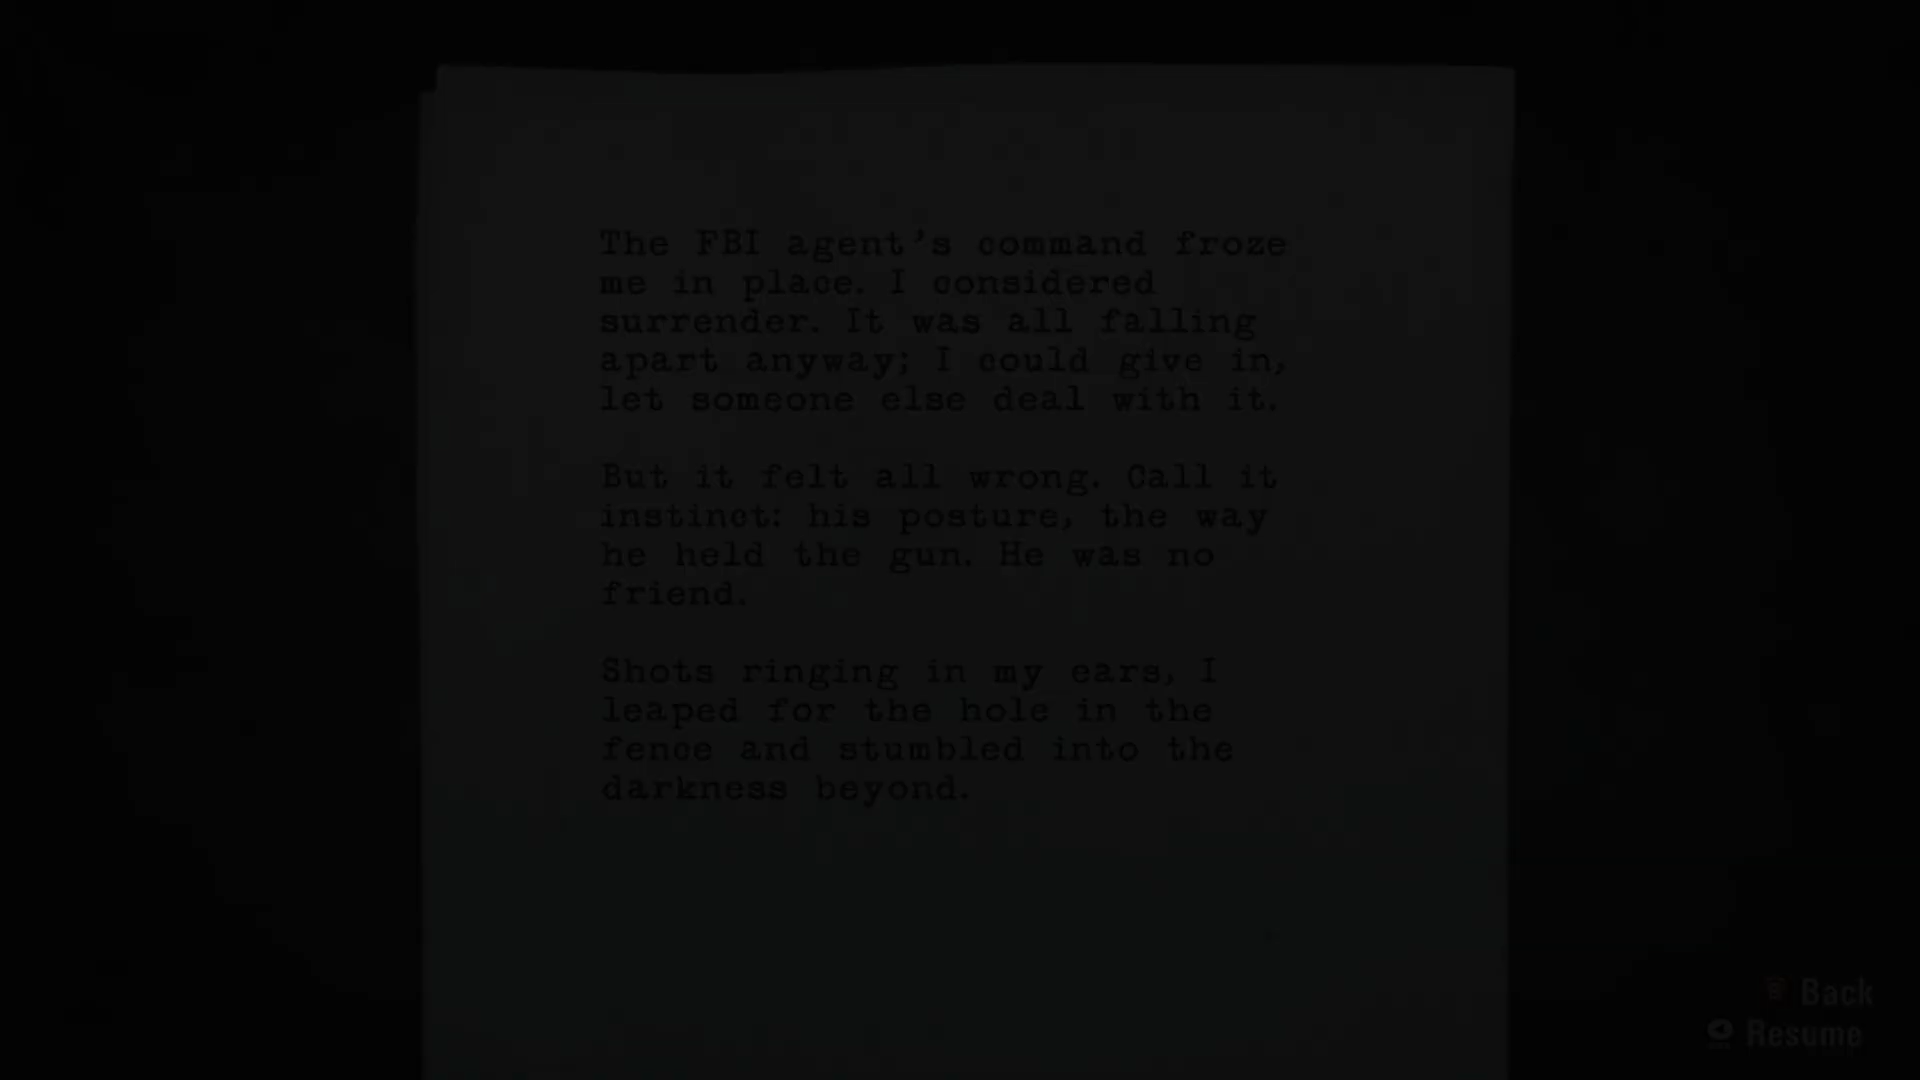 The FBI agent's command froze
me in place. I considered
surrender. It was all falling
apart anyway; I could give in,
let someone else deal with it.
But it felt all wrong. Call it
instinct: his posture, the way
he held the gun. He was no
friend.
Shots ringing in my ears, I
leaped for the hole in the
fence and stumbled into the
darkness beyond.
Back
Resume